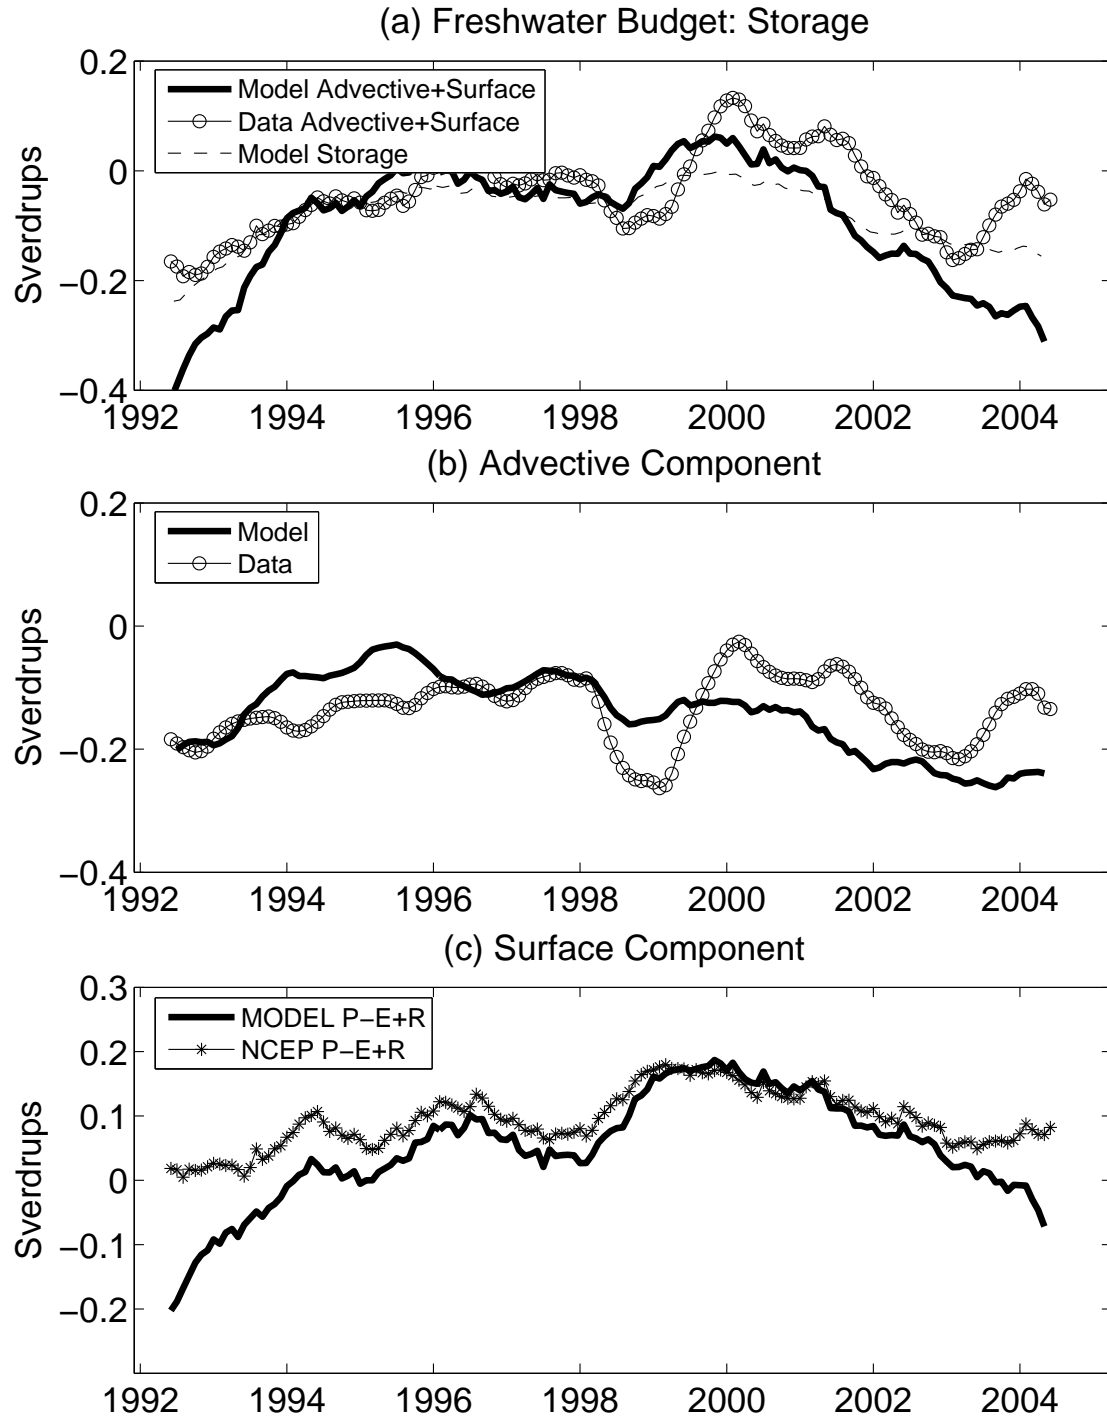 (a) Freshwater Budget: Storage
0.2
Model Advective+Surface
Data Advective+Surface
Model Storage
0
−0.2
−0.4
Sverdrups
1992 1994 1996 1998 2000 2002 2004
(b) Advective Component
0.2
Model
Data
0
−0.2
−0.4
Sverdrups
1992 1994 1996 1998 2000 2002 2004
(c) Surface Component
0.3
MODEL P−E+R
NCEP P−E+R
0.2
0.1
0
−0.1
−0.2
Sverdrups
1992 1994 1996 1998 2000 2002 2004